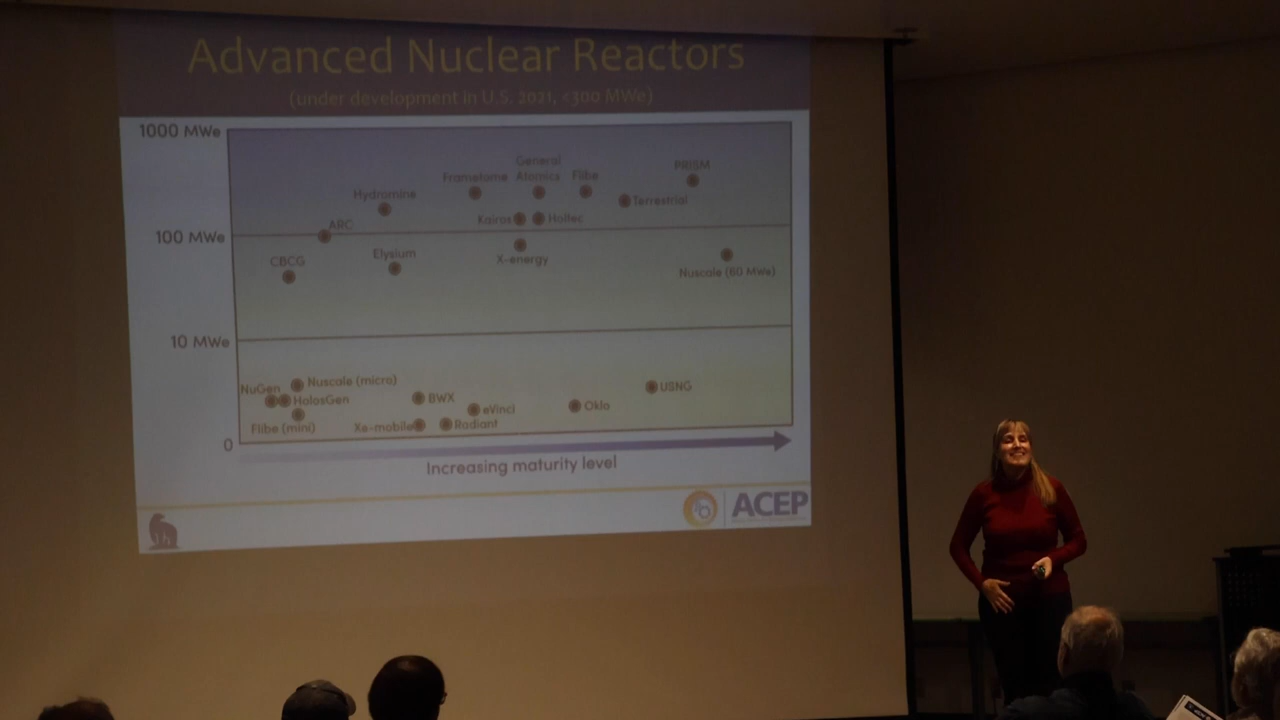 Advanced Nuclear Reactors
(under development in U.S. 2021, <300 MWe)
1000 MWe
General
Atomics
Framatome
Flibe
PRISM
Hydromine
Terrestrial
Kairos
Holtec
ARC
100 MWe
Elysium
CBCG
X-energy
Nuscale (60 MWe)
10 MWe
NuGen
Nuscale (micro)
HolosGen
BWX
USNG
eVinci
Oklo
Flibe (mini)
Xe-mobile
Radiant
0
Increasing maturity level
ACEP